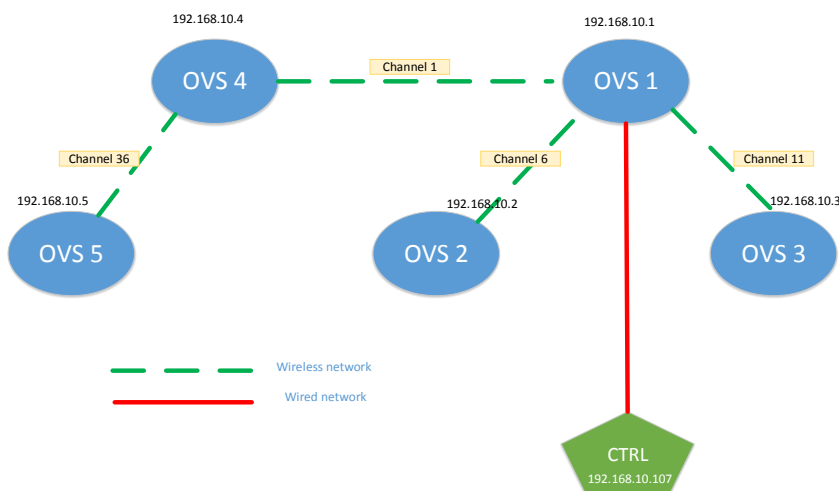 192.168.10.4
192.168.10.1
OVS 4
Channel 1
OVS 1
Channel 36
Channel 6
Channel 11
192.168.10.5
192.168.10.2
192.168.10.3
OVS 5
OVS 2
OVS 3
Wireless network
Wired network
CTRL
192.168.10.107